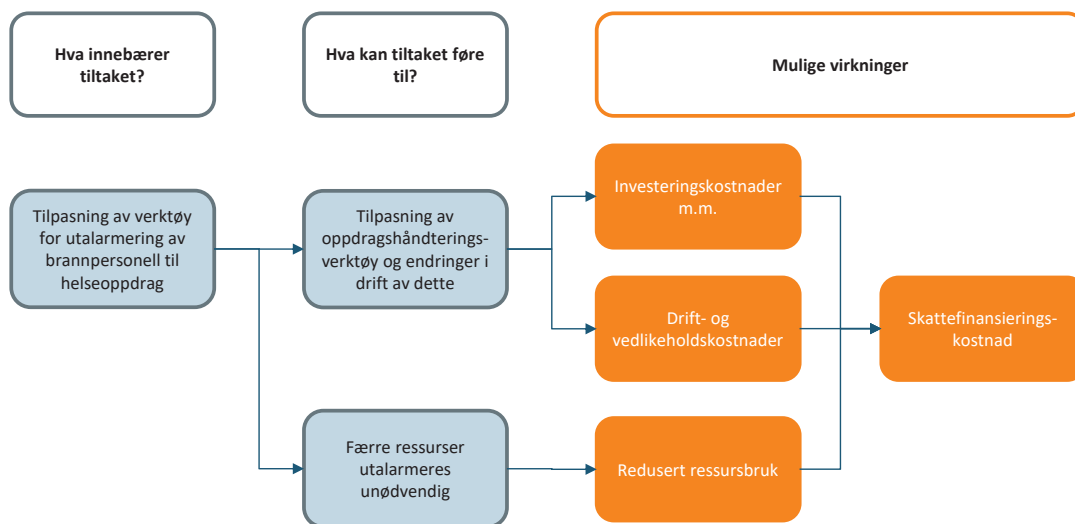 Hva innebærer
tiltaket?
Hva kan tiltaket føre
til?
Mulige virkninger
Tilpasning av verktøy
for utalarmering av
brannpersonell til
helseoppdrag
Tilpasning av
oppdragshåndterings-
verktøy og endringer i
drift av dette
Investeringskostnader
m.m.
Drift- og
vedlikeholdskostnader
Skattefinansierings-
kostnad
Færre ressurser
utalarmeres
unødvendig
Redusert ressursbruk